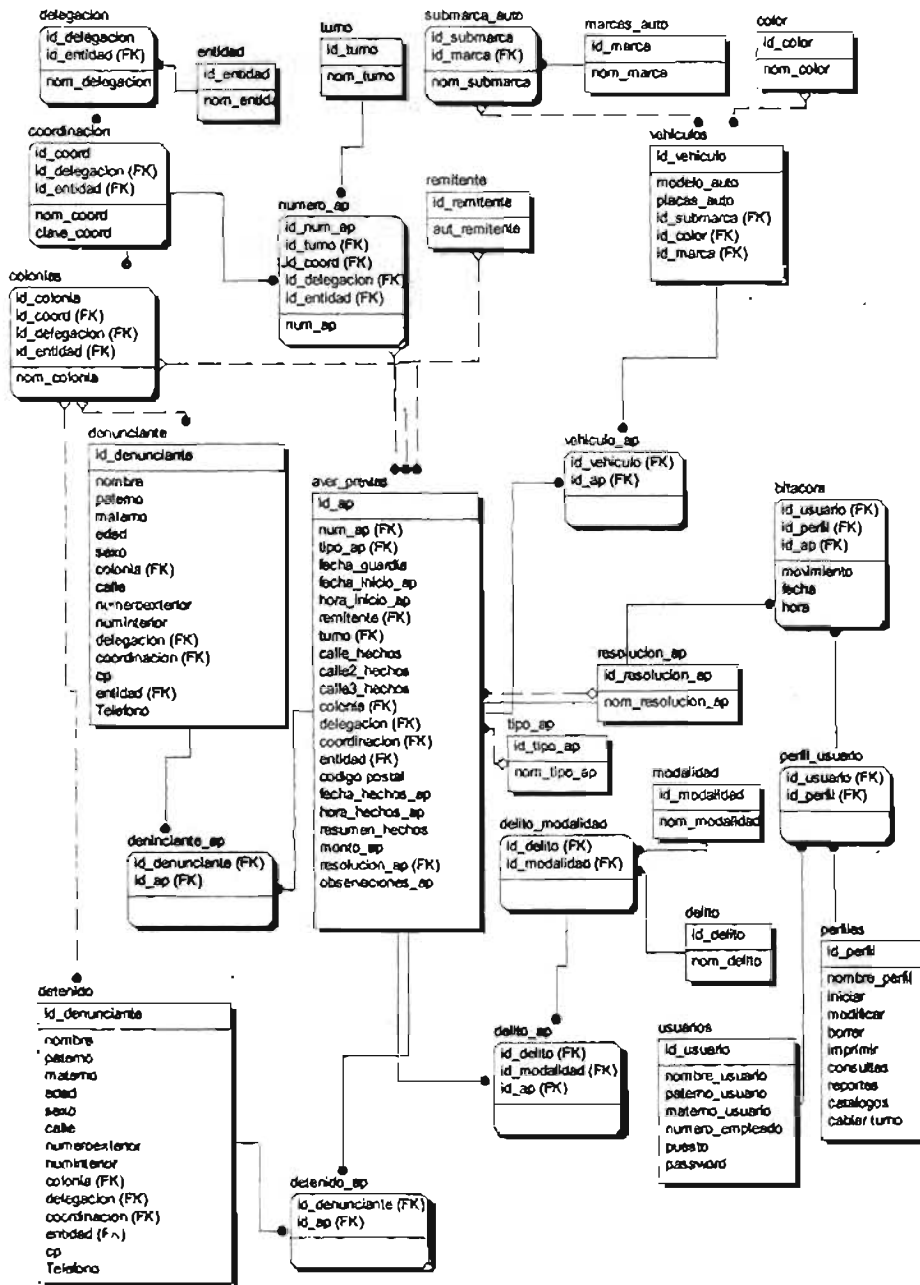 delegacion
id_delegacion
id_entidad (FK)
nom_delegacion
entidad
id_entidad
nom_entida
turno
id_turno
nom_turno
submarca_auto
id_submarca
id_marca (FK)
nom_submarca
marcas_auto
id_marca
nom_marca
color
id_color
nom_color
coordinacion
id_coord
id_delegacion (FK)
id_entidad (FK)
nom_coord
clave_coord
numero_ap
id_num_ap
id_turno (FK)
id_coord (FK)
id_delegacion (FK)
id_entidad (FK)
num_ap
remitente
id_remitente
aut_remitente
vehiculos
id_vehiculo
modelo_auto
placas_auto
id_submarca (FK)
id_color (FK)
id_marca (FK)
colonias
id_colonia
id_coord (FK)
id_delegacion (FK)
id_entidad (FK)
nom_colonia
denunciante
id_denunciante
nombre
paterno
materno
edad
sexo
colonia (FK)
calle
numeroexterior
numinterior
delegacion (FK)
coordinacion (FK)
cp
entidad (FK)
Telefono
aver_previas
id_ap
num_ap (FK)
tipo_ap (FK)
fecha_guardia
fecha_inicio_ap
hora_inicio_ap
remitente (FK)
turno (FK)
calle_hechos
calle2_hechos
calle3_hechos
colonia (FK)
delegacion (FK)
coordinacion (FK)
entidad (FK)
codigo postal
fecha_hechos_ap
hora_hechos_ap
resumen_hechos
monto_ap
resolucion_ap (FK)
observaciones_ap
vehiculo_ap
id_vehiculo (FK)
id_ap (FK)
bitacora
id_usuario (FK)
id_perfil (FK)
id_ap (FK)
movimiento
fecha
hora
resolucion_ap
id_resolucion_ap
nom_resolucion_ap
tipo_ap
id_tipo_ap
nom_tipo_ap
modalidad
id_modalidad
nom_modalidad
perfil_usuario
id_usuario (FK)
id_perfil (FK)
deninciante_ap
id_denunciante (FK)
id_ap (FK)
delito_modalidad
id_delito (FK)
id_modalidad (FK)
delito
id_delito
nom_delito
perfiles
id_perfil
nombre_perfil
iniciar
modificar
borrar
imprimir
consultas
reportes
catalogos
cabiar turno
detenido
id_denunciante
nombre
paterno
materno
edad
sexo
calle
numeroexterior
numinterior
colonia (FK)
delegacion (FK)
coordinacion (FK)
entidad (FK)
cp
Telefono
delito_ap
id_delito (FK)
id_modalidad (FK)
id_ap (FK)
usuarios
id_usuario
nombre_usuario
paterno_usuario
materno_usuario
numero_empleado
puesto
password
detenido_ap
id_denunciante (FK)
id_ap (FK)